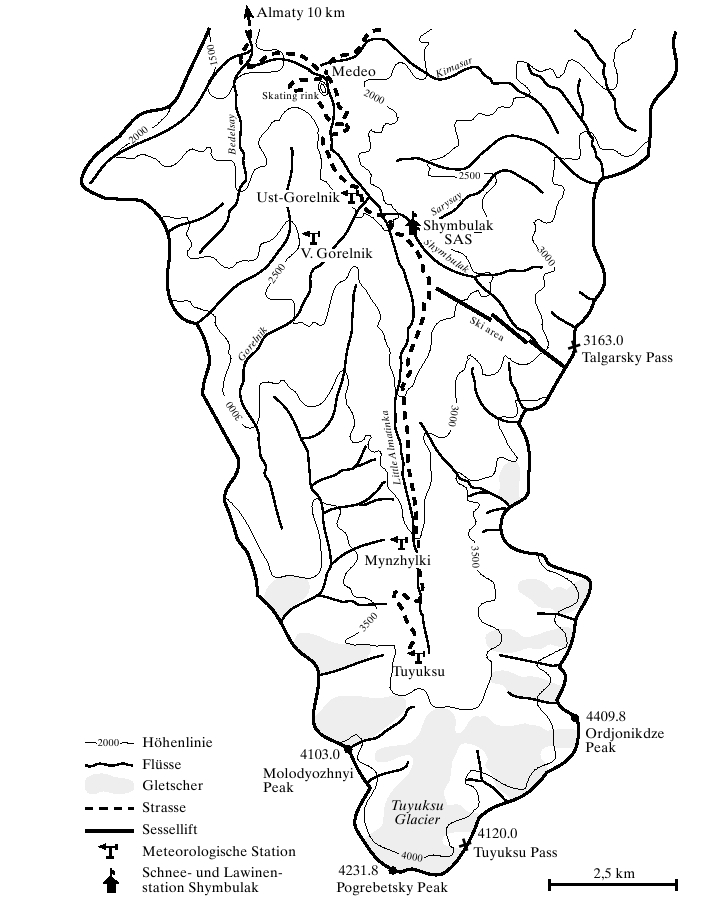 Almaty 10 km
1500
Medeo
Kimasar
Skating rink
2000
2000
Bedelsay
2500
Ust-Gorelnik
Sarysay
Shymbulak
SAS
V. Gorelnik
Shymbulak
3000
2500
Ski area
3163.0
Talgarsky Pass
Gorelnik
3000
3000
Little Almatinka
Mynzhylki
3500
3500
Tuyuksu
4409.8
Ordjonikdze
Peak
4103.0
Molodyozhnyi
Peak
Tuyuksu
Glacier
4120.0
Tuyuksu Pass
4000
4231.8
Pogrebetsky Peak
2000
Höhenlinie
Flüsse
Gletscher
Strasse
Sessellift
Meteorologische Station
Schnee- und Lawinen-
station Shymbulak
2,5 km